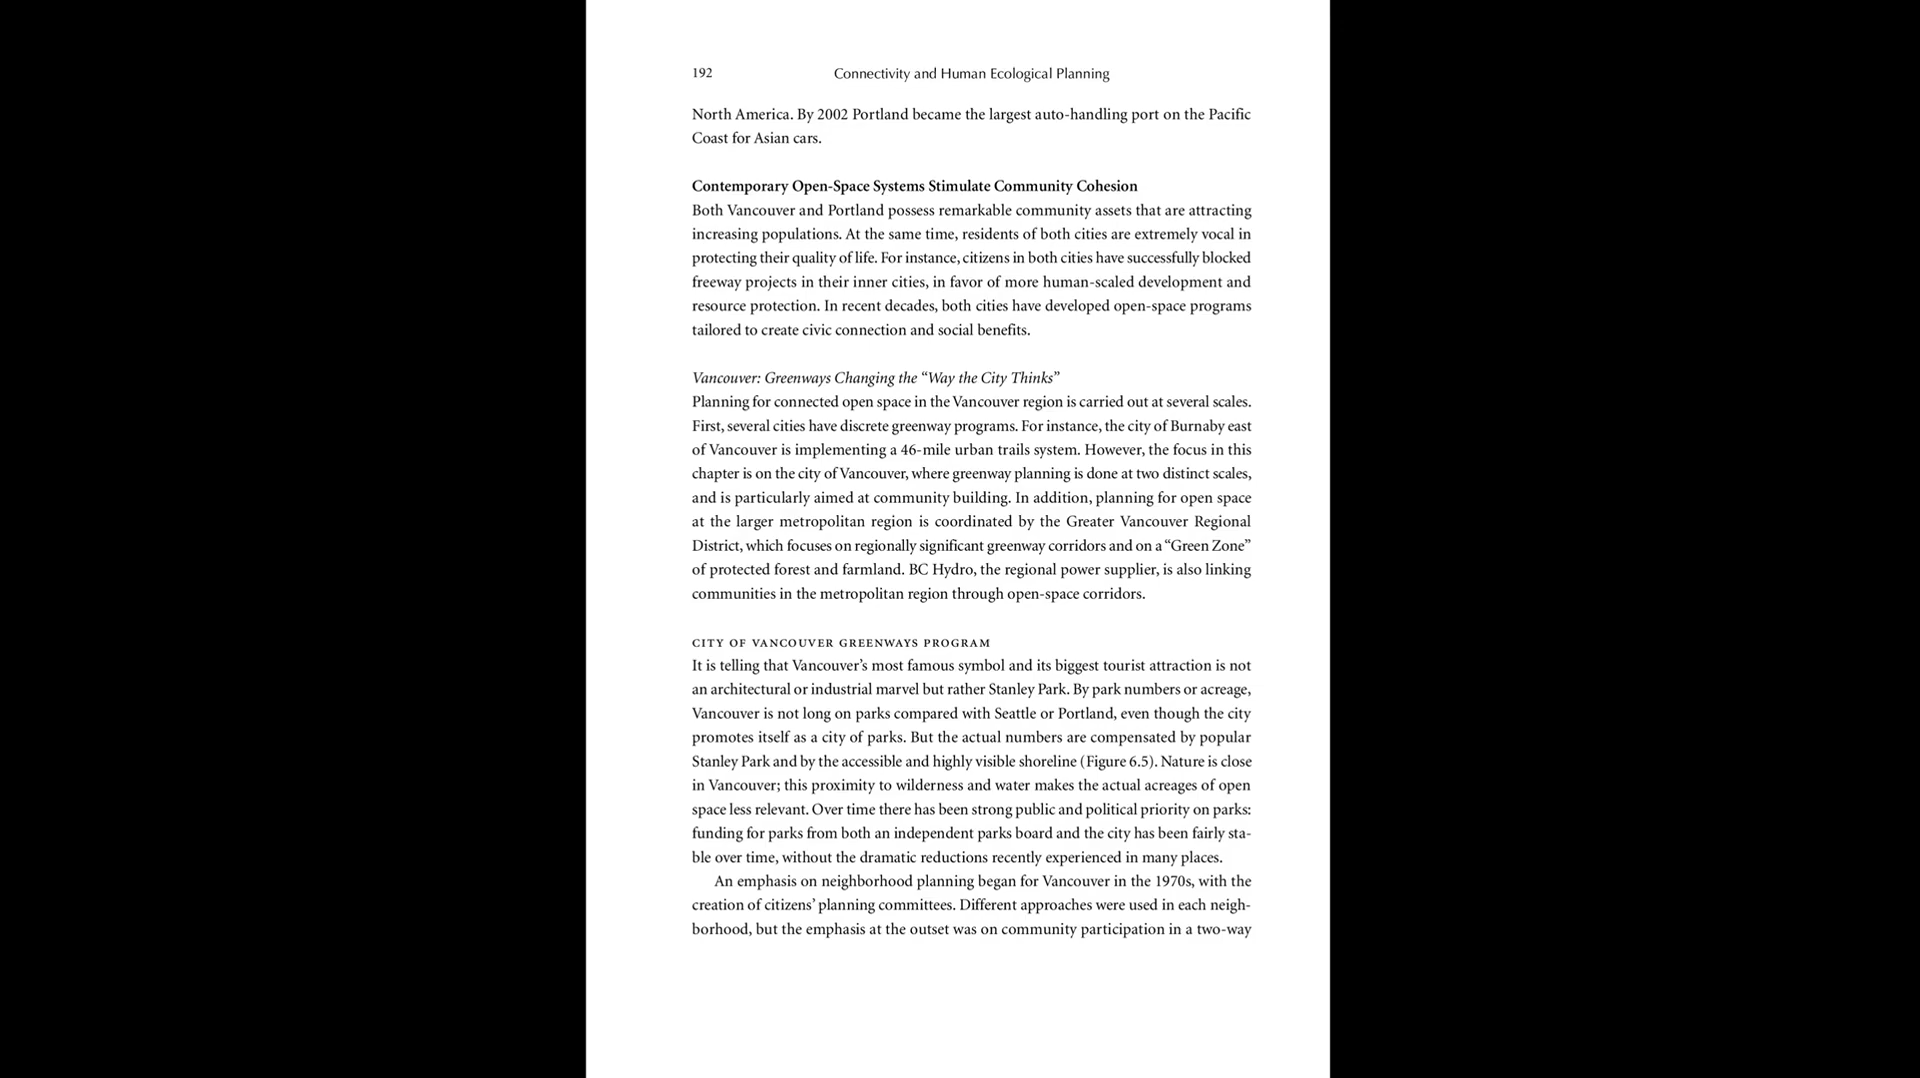 192
Connectivity and Human Ecological Planning
North America. By 2002 Portland became the largest auto-handling port on the Pacific
Coast for Asian cars.
Contemporary Open-Space Systems Stimulate Community Cohesion
Both Vancouver and Portland possess remarkable community assets that are attracting
increasing populations. At the same time, residents of both cities are extremely vocal in
protecting their quality of life. For instance, citizens in both cities have successfully blocked
freeway projects in their inner cities, in favor of more human-scaled development and
resource protection. In recent decades, both cities have developed open-space programs
tailored to create civic connection and social benefits.
Vancouver: Greenways Changing the “Way the City Thinks”
Planning for connected open space in the Vancouver region is carried out at several scales.
First, several cities have discrete greenway programs. For instance, the city of Burnaby east
of Vancouver is implementing a 46-mile urban trails system. However, the focus in this
chapter is on the city of Vancouver, where greenway planning is done at two distinct scales,
and is particularly aimed at community building. In addition, planning for open space
at the larger metropolitan region is coordinated by the Greater Vancouver Regional
District, which focuses on regionally significant greenway corridors and on a “Green Zone”
of protected forest and farmland. BC Hydro, the regional power supplier, is also linking
communities in the metropolitan region through open-space corridors.
CITY OF VANCOUVER GREENWAYS PROGRAM
It is telling that Vancouver’s most famous symbol and its biggest tourist attraction is not
an architectural or industrial marvel but rather Stanley Park. By park numbers or acreage,
Vancouver is not long on parks compared with Seattle or Portland, even though the city
promotes itself as a city of parks. But the actual numbers are compensated by popular
Stanley Park and by the accessible and highly visible shoreline (Figure 6.5). Nature is close
in Vancouver; this proximity to wilderness and water makes the actual acreages of open
space less relevant. Over time there has been strong public and political priority on parks:
funding for parks from both an independent parks board and the city has been fairly sta-
ble over time, without the dramatic reductions recently experienced in many places.
An emphasis on neighborhood planning began for Vancouver in the 1970s, with the
creation of citizens’ planning committees. Different approaches were used in each neigh-
borhood, but the emphasis at the outset was on community participation in a two-way